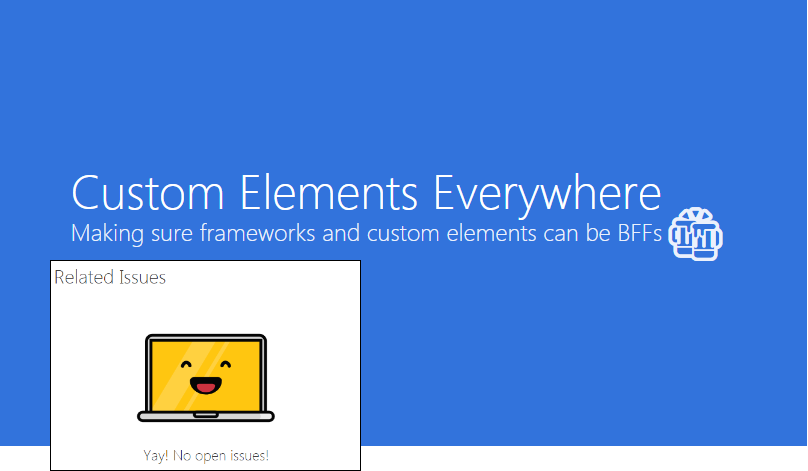 Custom Elements Everywhere
Making sure frameworks and custom elements can be BFFs
Related Issues
Yay! No open issues!